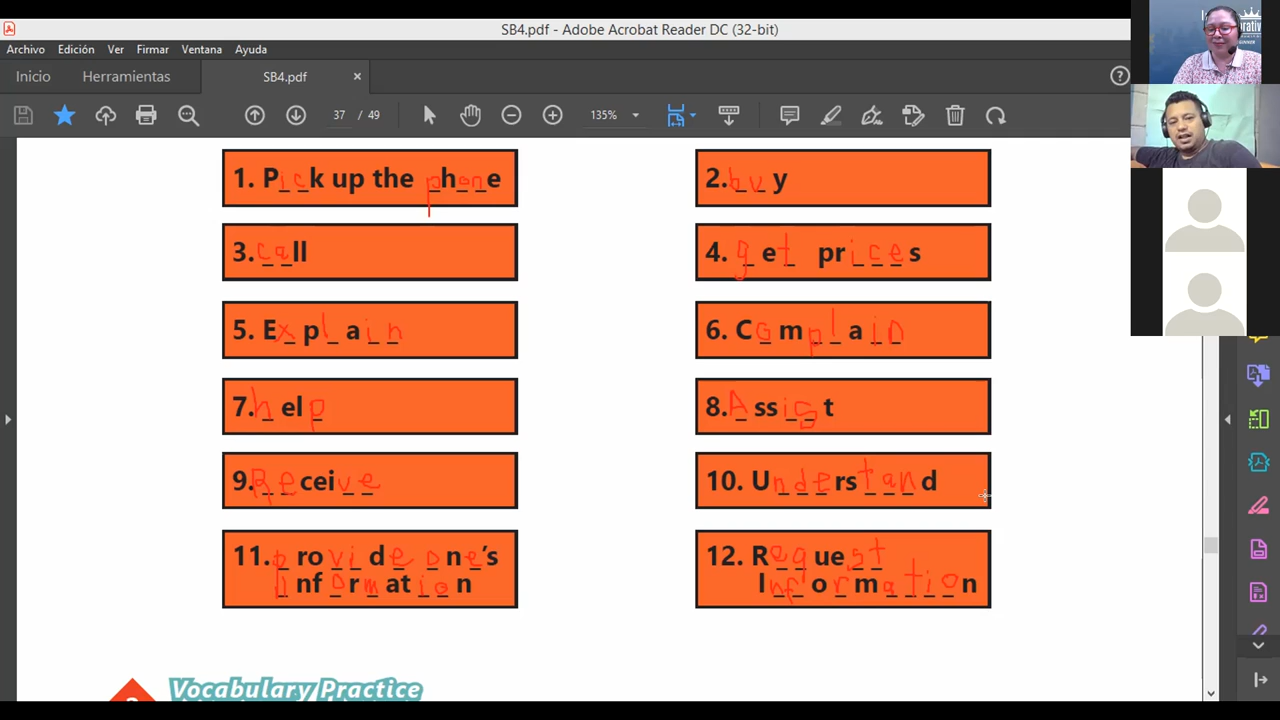 SB4.pdf - Adobe Acrobat Reader DC (32-bit)
Archivo Edición Ver Firmar Ventana Ayuda
Inicio Herramientas SB4.pdf ×
37 / 49 135%
1. Pick up the phone
2. buy
3. call
4. get prices
5. Explain
6. Complain
7. help
8. Assist
9. Receive
10. Understand
11. provide one's
Information
12. Request
Information
Vocabulary Practice